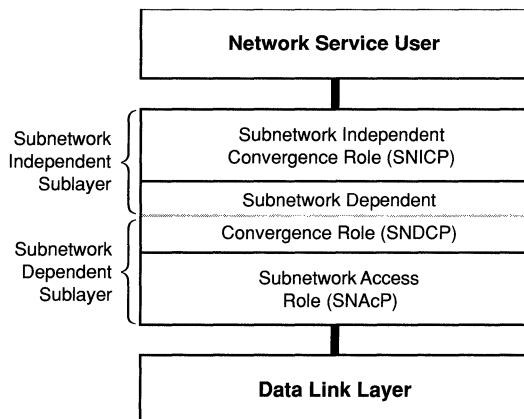 Network Service User
Subnetwork
Independent
Sublayer
Subnetwork Independent
Convergence Role (SNICP)
Subnetwork Dependent
Convergence Role (SNDCP)
Subnetwork
Dependent
Sublayer
Subnetwork Access
Role (SNAcP)
Data Link Layer